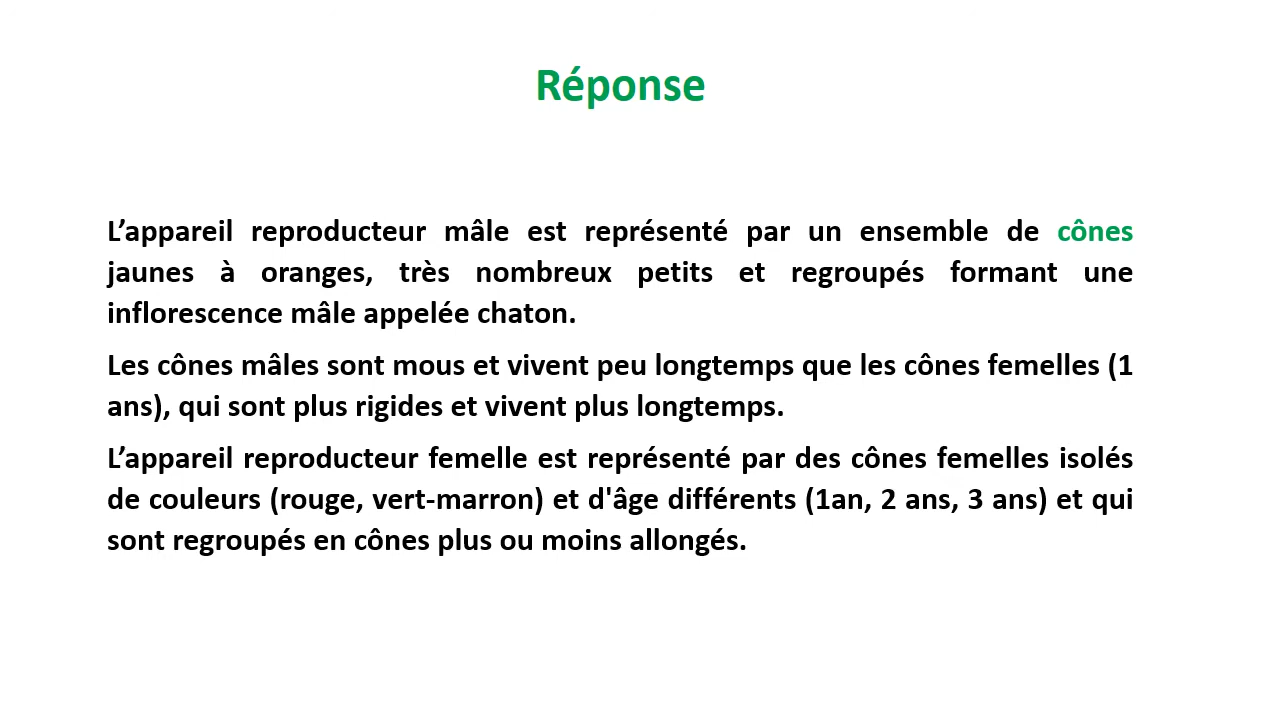 Réponse
L’appareil reproducteur mâle est représenté par un ensemble de cônes
jaunes à oranges, très nombreux petits et regroupés formant une
inflorescence mâle appelée chaton.
Les cônes mâles sont mous et vivent peu longtemps que les cônes femelles (1
ans), qui sont plus rigides et vivent plus longtemps.
L’appareil reproducteur femelle est représenté par des cônes femelles isolés
de couleurs (rouge, vert-marron) et d'âge différents (1an, 2 ans, 3 ans) et qui
sont regroupés en cônes plus ou moins allongés.